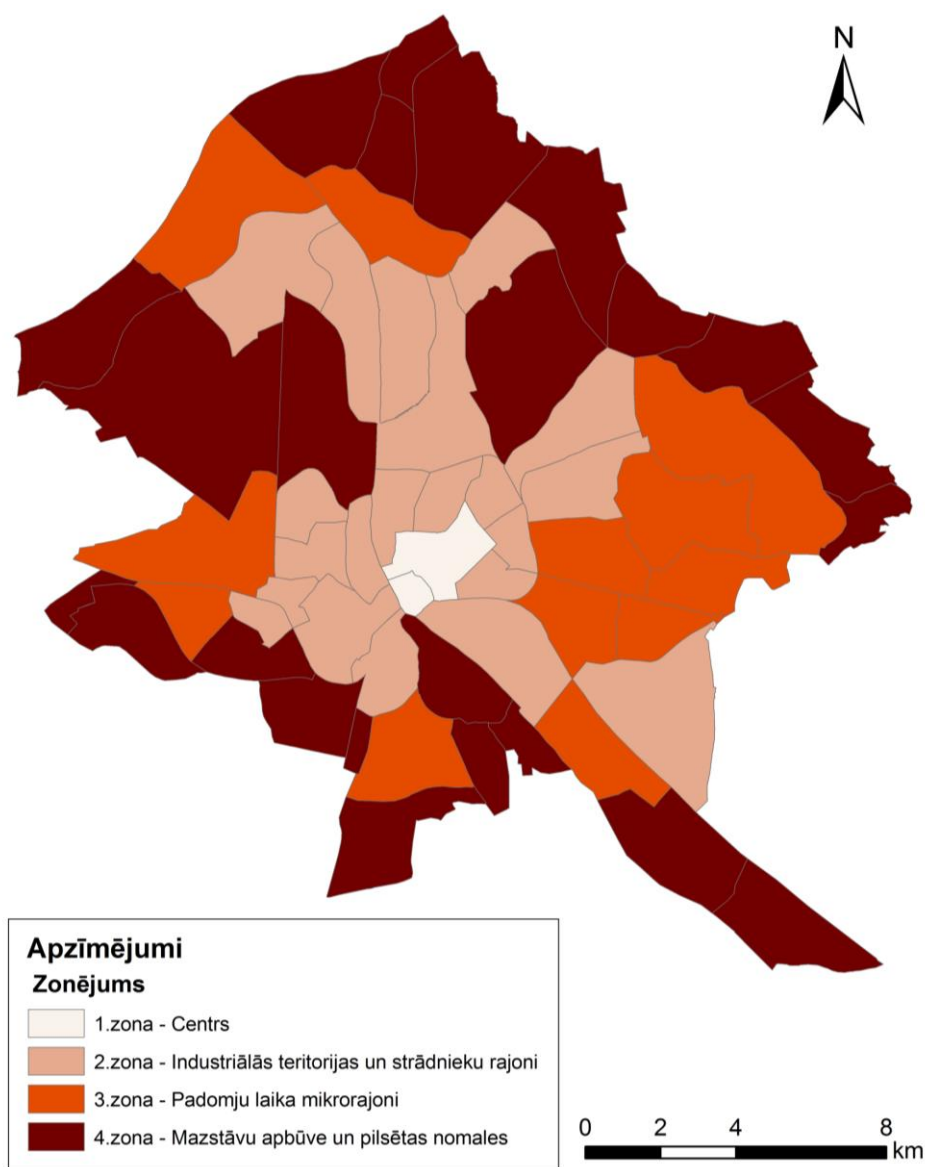 N
Apzīmējumi
Zonējums
1.zona - Centrs
2.zona - Industriālās teritorijas un strādnieku rajoni
3.zona - Padomju laika mikrorajoni
4.zona - Mazstāvu apbūve un pilsētas nomales
0 2 4 8
km